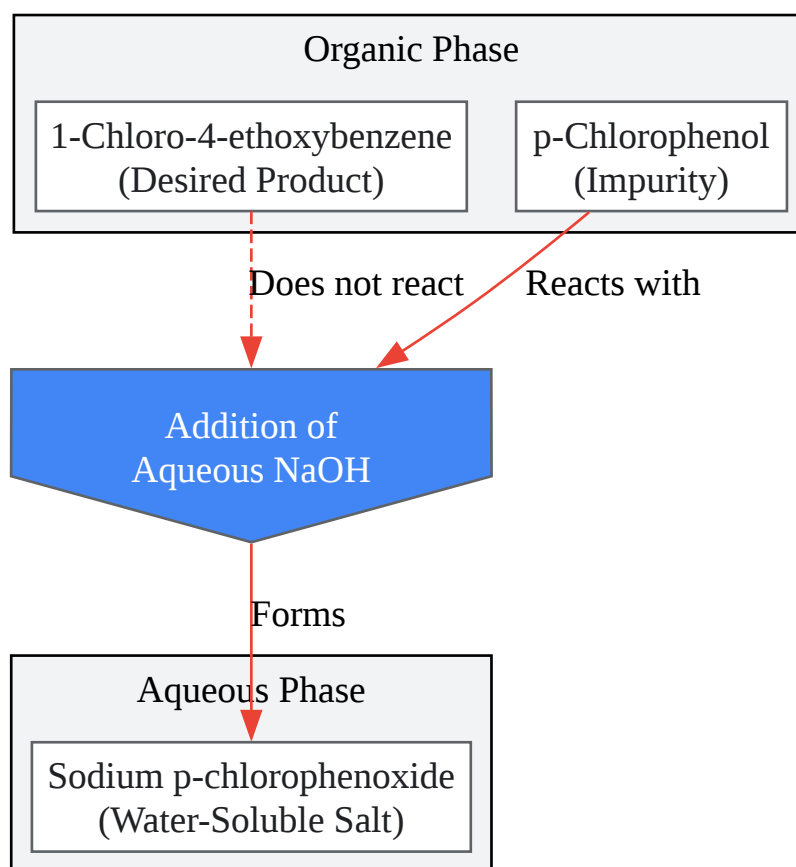 Organic Phase
1-Chloro-4-ethoxybenzene
(Desired Product)
p-Chlorophenol
(Impurity)
Does not react
Reacts with
Addition of
Aqueous NaOH
Forms
Aqueous Phase
Sodium p-chlorophenoxide
(Water-Soluble Salt)